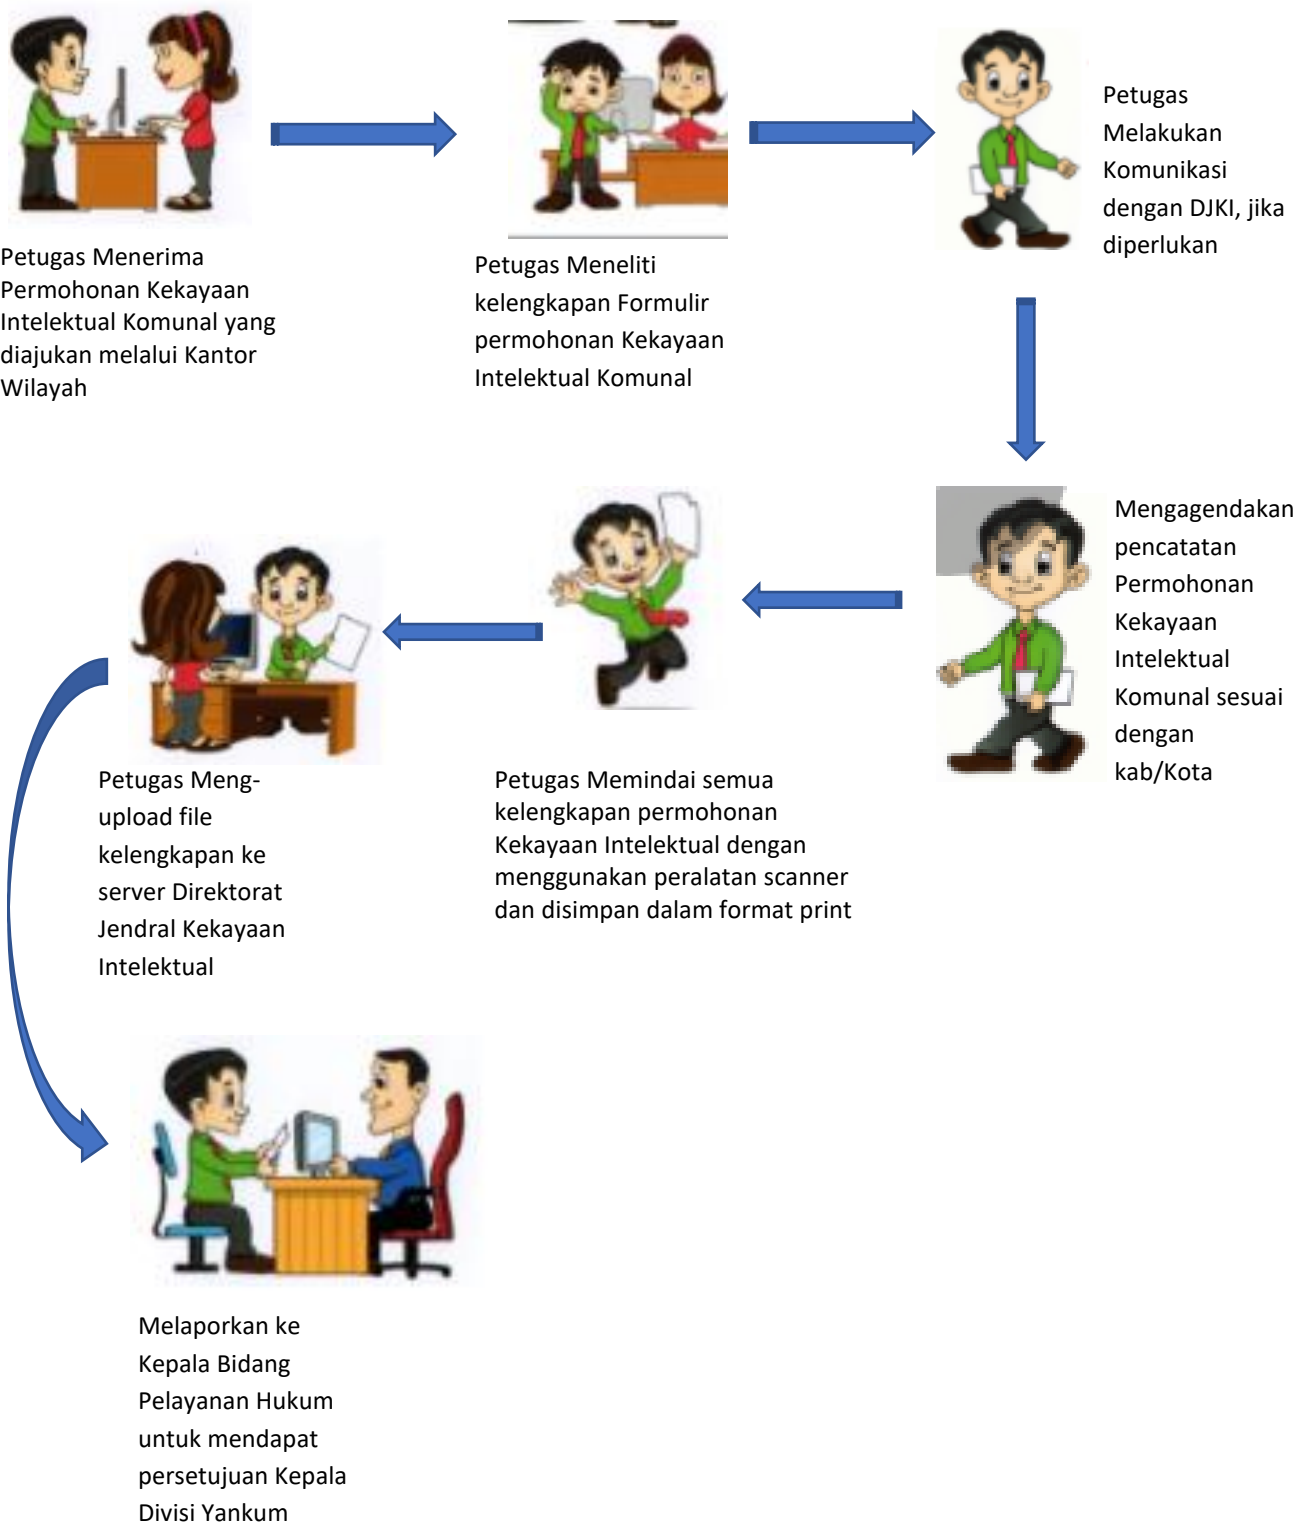 Petugas Menerima
Permohonan Kekayaan
Intelektual Komunal yang
diajukan melalui Kantor
Wilayah
Petugas Meneliti
kelengkapan Formulir
permohonan Kekayaan
Intelektual Komunal
Petugas
Melakukan
Komunikasi
dengan DJKI, jika
diperlukan
Mengagendakan
pencatatan
Permohonan
Kekayaan
Intelektual
Komunal sesuai
dengan
kab/Kota
Petugas Memindai semua
kelengkapan permohonan
Kekayaan Intelektual dengan
menggunakan peralatan scanner
dan disimpan dalam format print
Petugas Meng-
upload file
kelengkapan ke
server Direktorat
Jendral Kekayaan
Intelektual
Melaporkan ke
Kepala Bidang
Pelayanan Hukum
untuk mendapat
persetujuan Kepala
Divisi Yankum